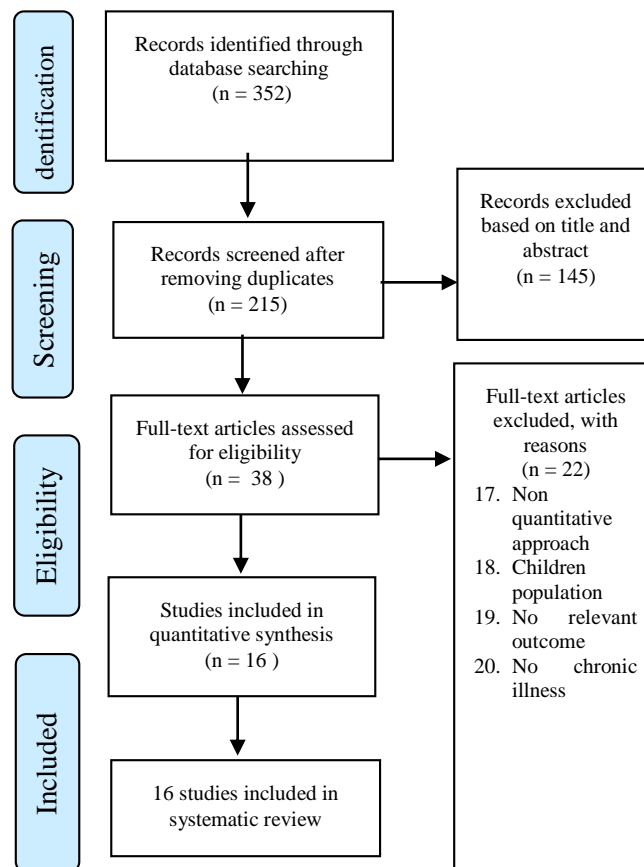 dentification
Records identified through
database searching
(n = 352)
Screening
Records screened after
removing duplicates
(n = 215)
Records excluded
based on title and
abstract
(n = 145)
Eligibility
Full-text articles assessed
for eligibility
(n = 38 )
Full-text articles
excluded, with
reasons
(n = 22)
17. Non
quantitative
approach
18. Children
population
19. No relevant
outcome
20. No chronic
illness
Studies included in
quantitative synthesis
(n = 16 )
Included
16 studies included in
systematic review